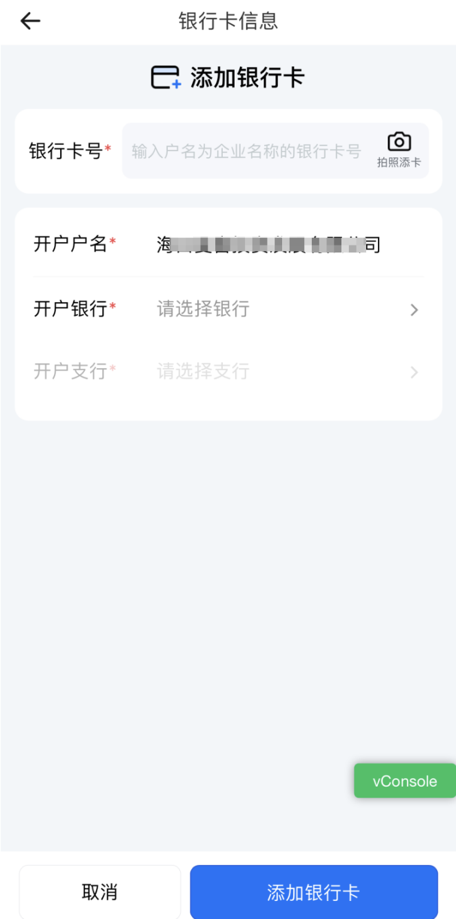 银行卡信息
添加银行卡
银行卡号* 输入户名为企业名称的银行卡号
拍照添卡
开户户名* 海 司
开户银行* 请选择银行
开户支行* 请选择支行
vConsole
取消 添加银行卡